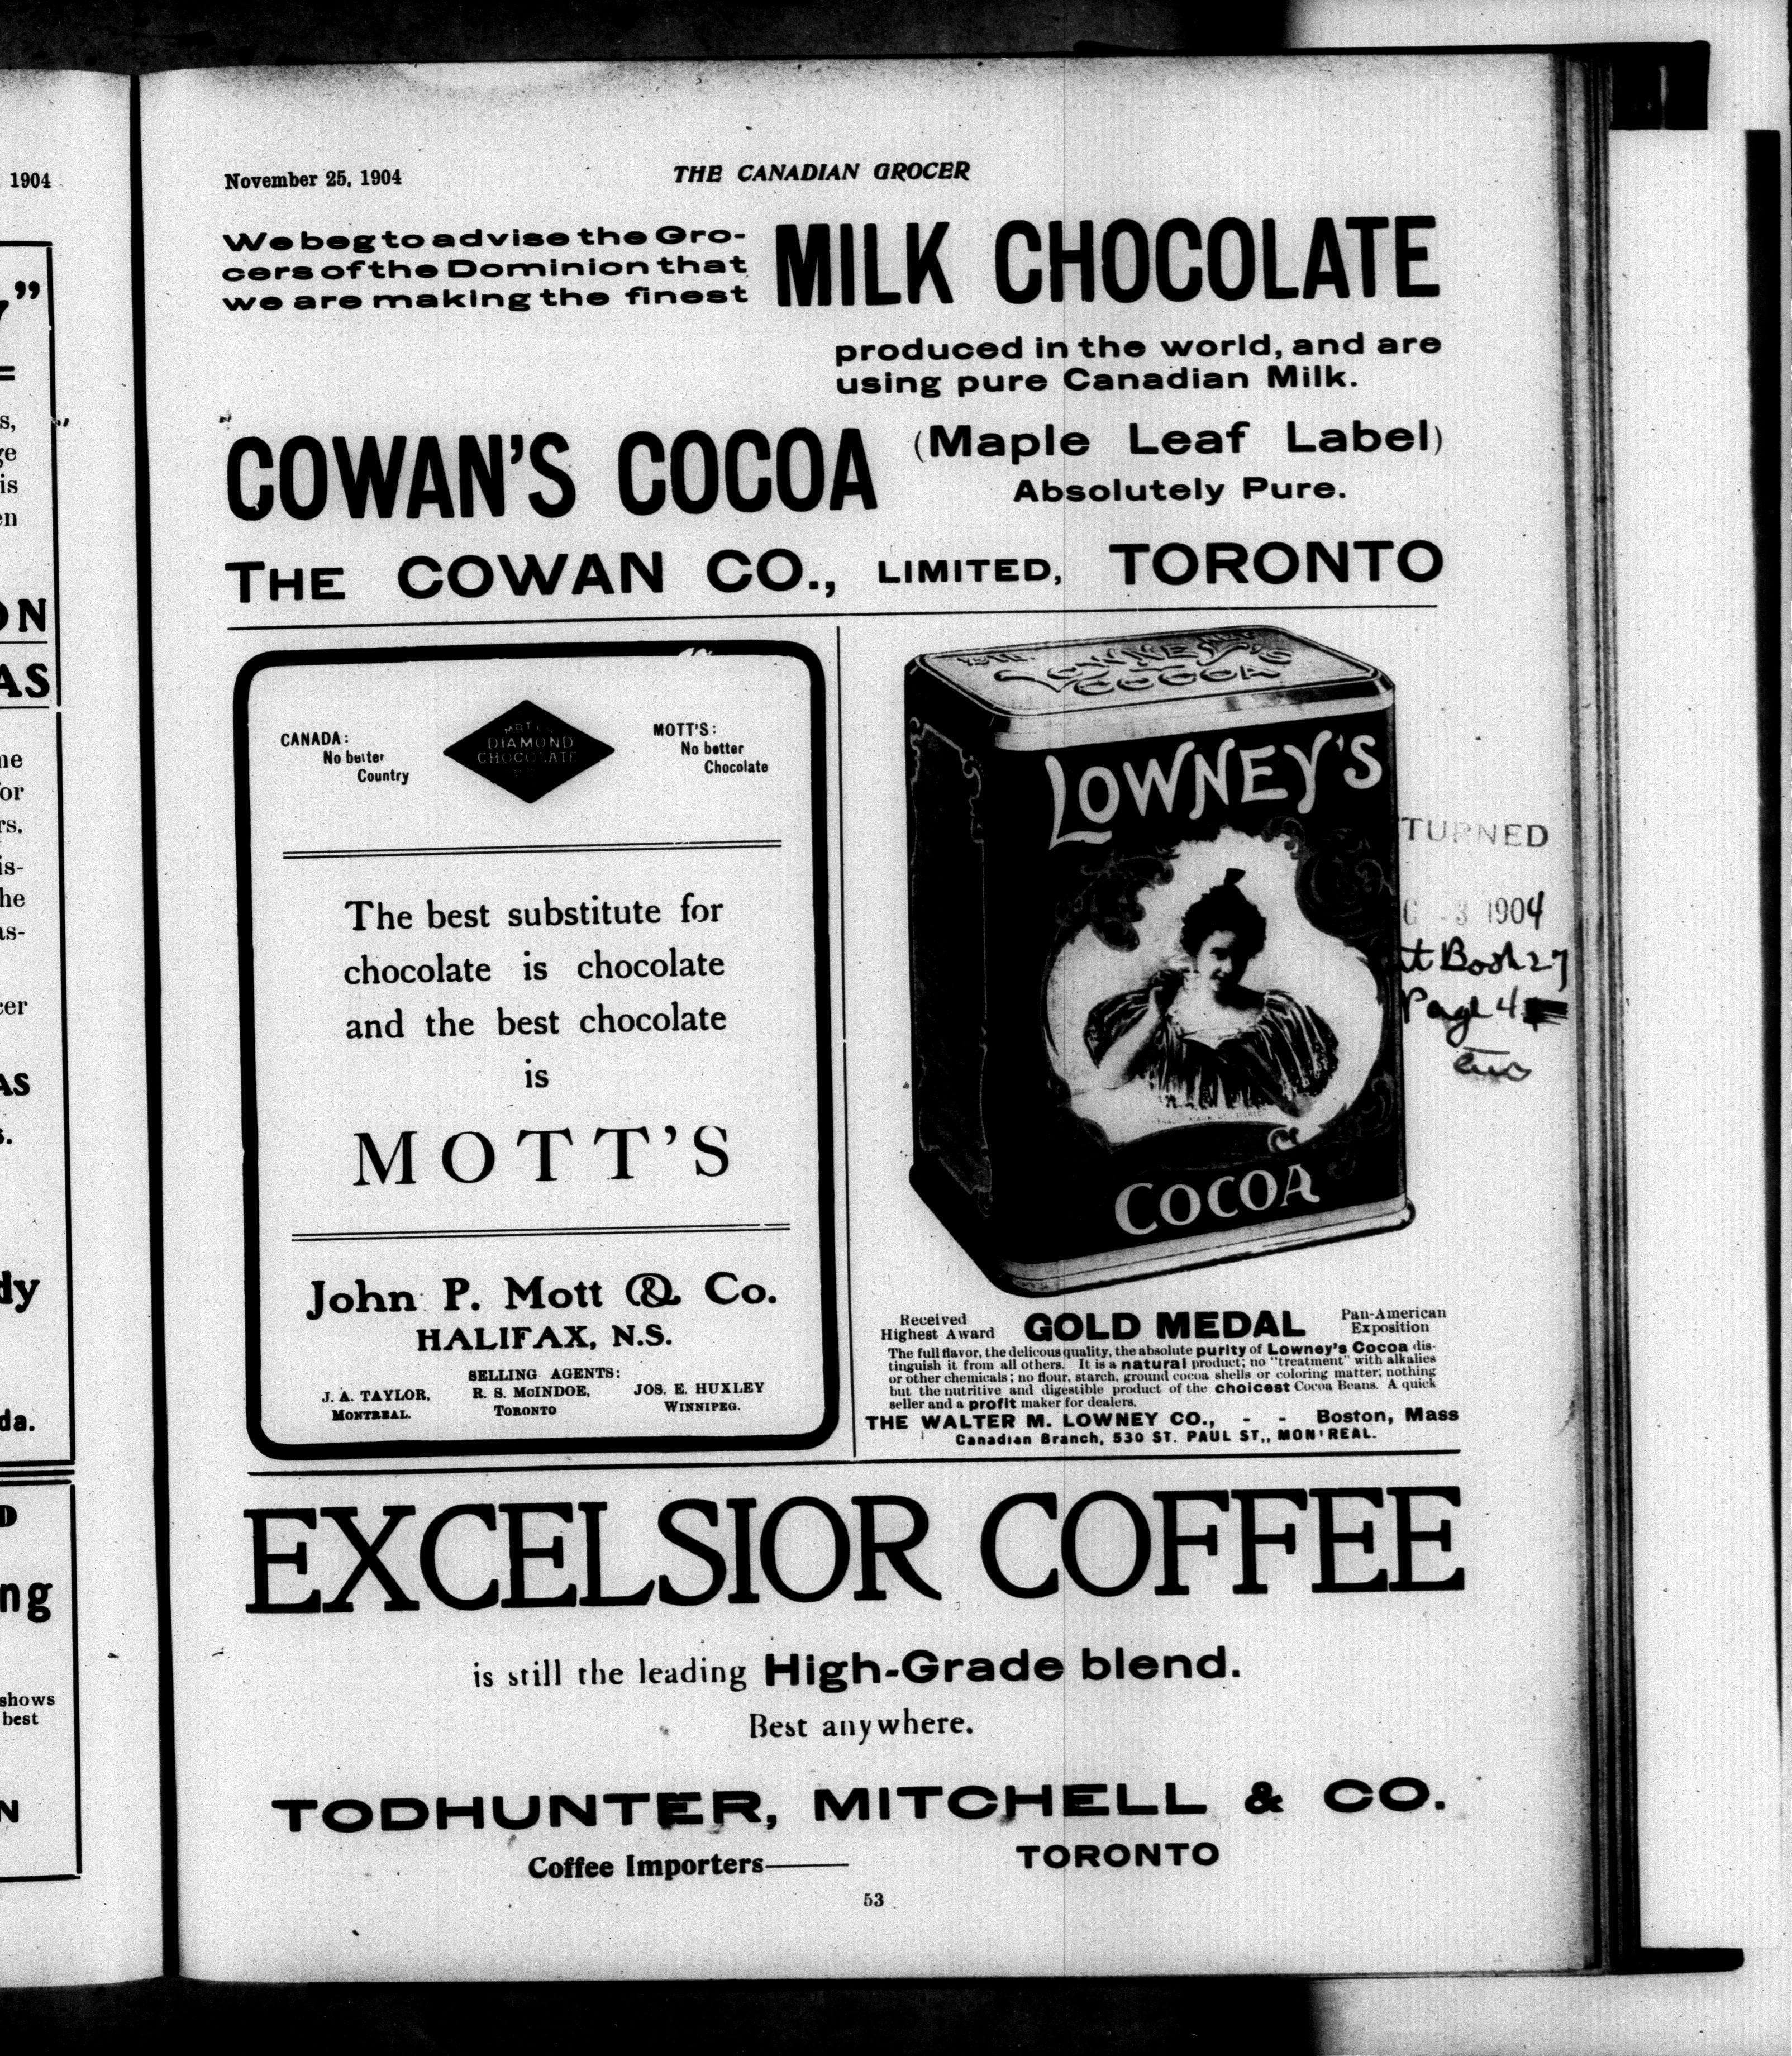 1904
November 25, 1904
THE CANADIAN GROCER
We beg to advise the Gro-
cers of the Dominion that
we are making the finest
MILK CHOCOLATE
produced in the world, and are
using pure Canadian Milk.
COWAN'S COCOA
(Maple Leaf Label)
Absolutely Pure.
THE COWAN CO., LIMITED, TORONTO
CANADA:
No better
Country
MOTT'S
DIAMOND
CHOCOLATE
MOTT'S:
No better
Chocolate
The best substitute for
chocolate is chocolate
and the best chocolate
is
MOTT'S
John P. Mott & Co.
HALIFAX, N.S.
SELLING AGENTS:
J. A. TAYLOR,
MONTREAL.
R. S. McINDOE,
TORONTO
JOS. E. HUXLEY
WINNIPEG.
LOWNEY'S
COCOA
LOWNEY'S
COCOA
TURNED
3 1904
Book 27
Page 4
Received
Highest Award
GOLD MEDAL
Pan-American
Exposition
The full flavor, the delicous quality, the absolute purity of Lowney's Cocoa dis-
tinguish it from all others. It is a natural product; no "treatment" with alkalies
or other chemicals; no flour, starch, ground cocoa shells or coloring matter; nothing
but the nutritive and digestible product of the choicest Cocoa Beans. A quick
seller and a profit maker for dealers.
THE WALTER M. LOWNEY CO., - - Boston, Mass
Canadian Branch, 530 ST. PAUL ST., MONTREAL.
EXCELSIOR COFFEE
is still the leading High-Grade blend.
Best anywhere.
TODHUNTER, MITCHELL & CO.
Coffee Importers—— TORONTO
53